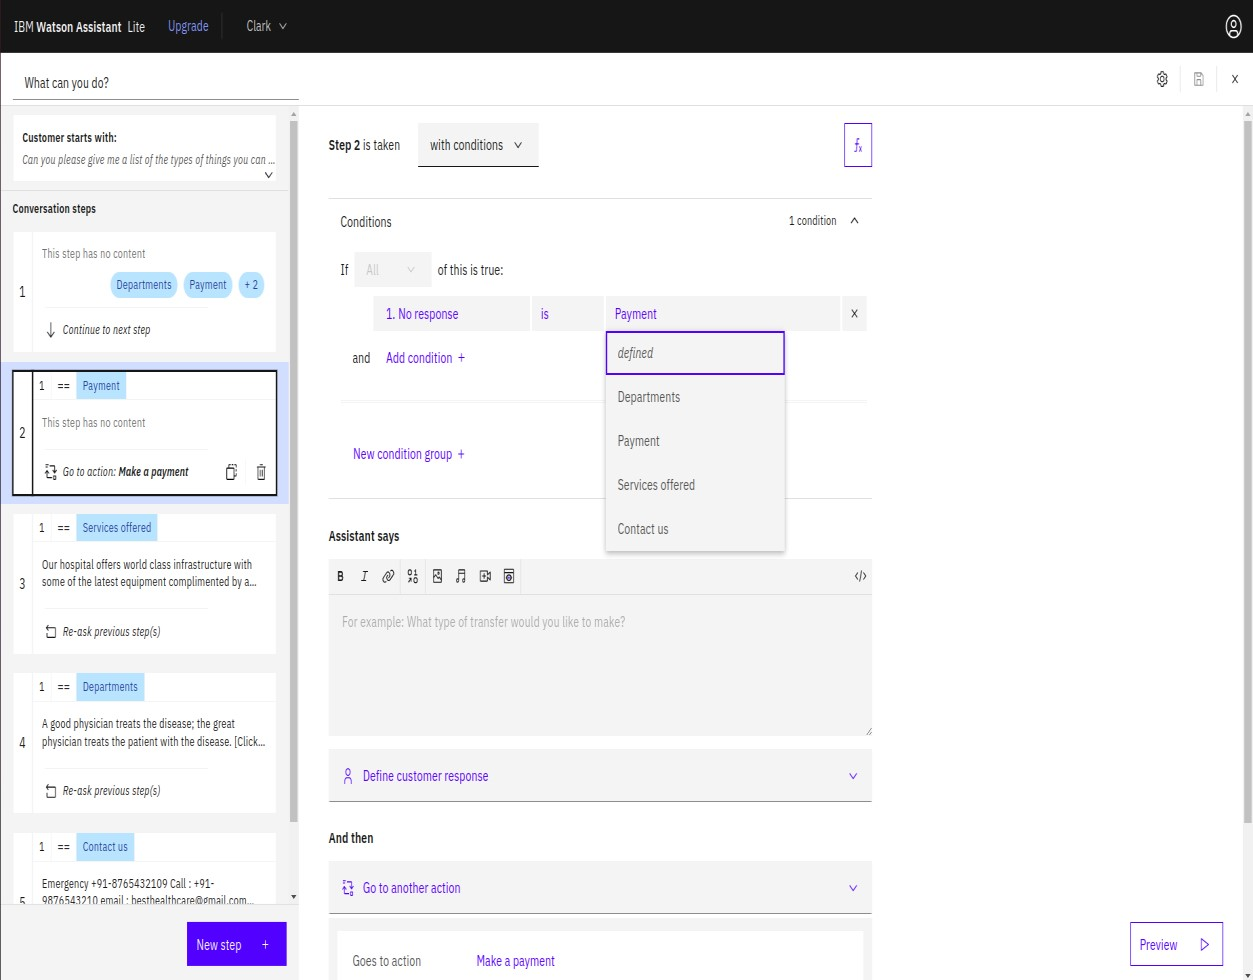 IBM Watson Assistant Lite Upgrade Clark
What can you do?
Customer starts with:
Can you please give me a list of the types of things you can ...
Conversation steps
1
This step has no content
Departments Payment + 2
Continue to next step
2
1 == Payment
This step has no content
Go to action: Make a payment
3
1 == Services offered
Our hospital offers world class infrastructure with
some of the latest equipment complimented by a...
Re-ask previous step(s)
4
1 == Departments
A good physician treats the disease; the great
physician treats the patient with the disease. [Click...
Re-ask previous step(s)
5
1 == Contact us
Emergency +91-8765432109 Call : +91-
9876543210 email : besthealthcare@gmail.com...
New step +
Step 2 is taken with conditions fx
Conditions 1 condition
If All of this is true:
1. No response is Payment X
and Add condition +
defined
Departments
Payment
Services offered
Contact us
New condition group +
Assistant says
B I </>
For example: What type of transfer would you like to make?
Define customer response
And then
Go to another action
Goes to action Make a payment
Preview